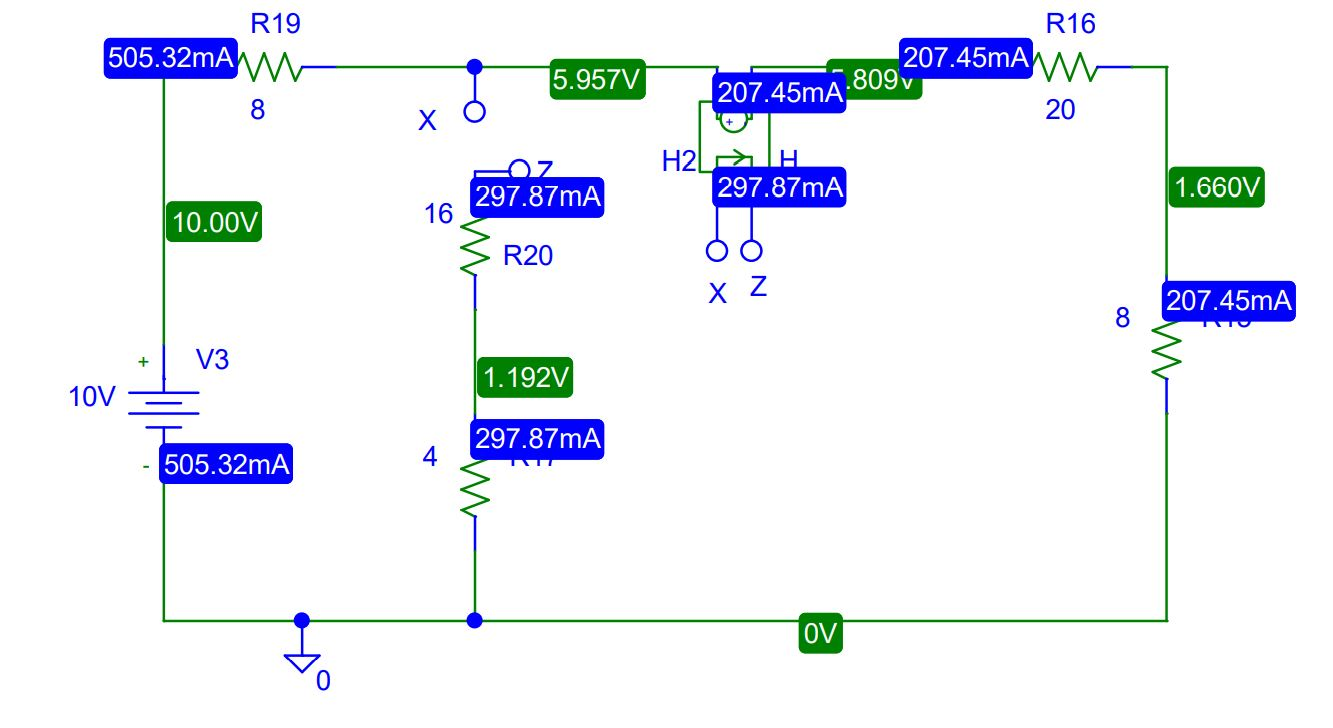 R19
R16
505.32mA
207.45mA
5.957V
.809V
207.45mA
8
20
X
H2
H
Z
297.87mA
297.87mA
1.660V
16
10.00V
R20
X
Z
207.45mA
8
+
V3
1.192V
10V
297.87mA
4
-
505.32mA
0V
0